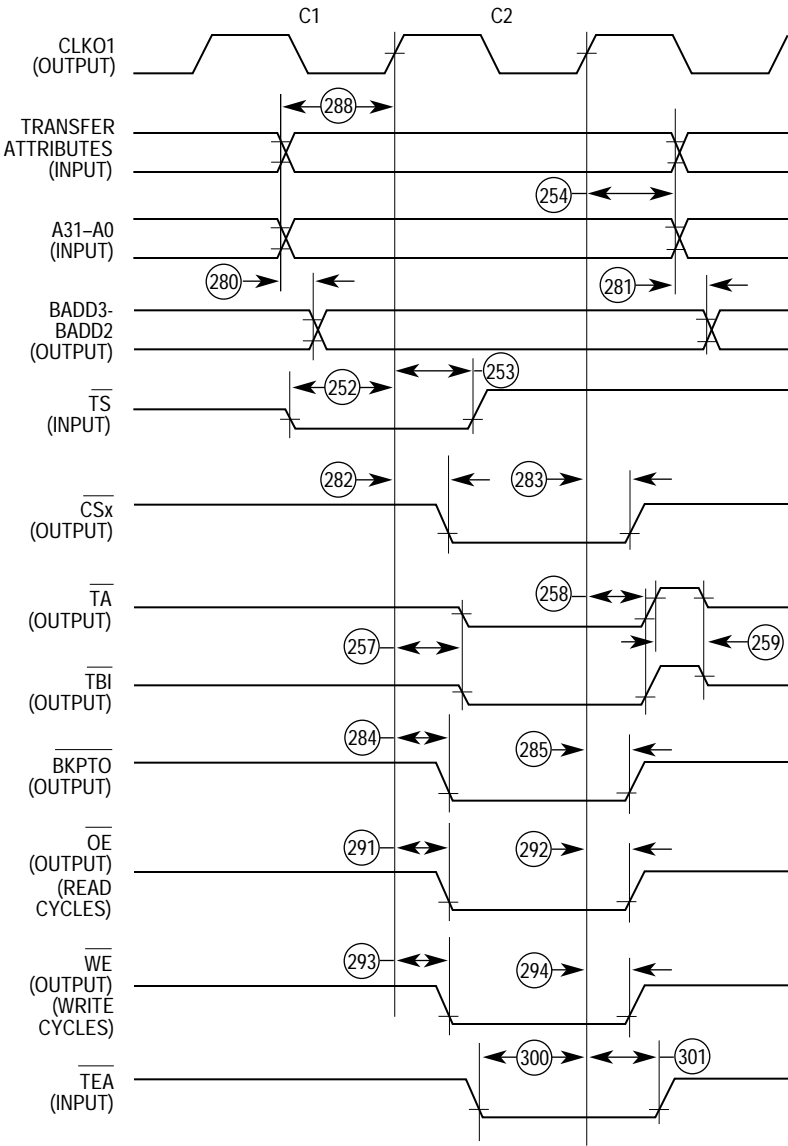 C1
C2
CLKO1
(OUTPUT)
288
TRANSFER
ATTRIBUTES
(INPUT)
254
A31–A0
(INPUT)
280
281
BADD3-
BADD2
(OUTPUT)
253
252
TS
(INPUT)
282
283
CSx
(OUTPUT)
258
TA
(OUTPUT)
257
259
TBI
(OUTPUT)
284
285
BKPTO
(OUTPUT)
291
292
OE
(OUTPUT)
(READ
CYCLES)
293
294
WE
(OUTPUT)
(WRITE
CYCLES)
300
301
TEA
(INPUT)